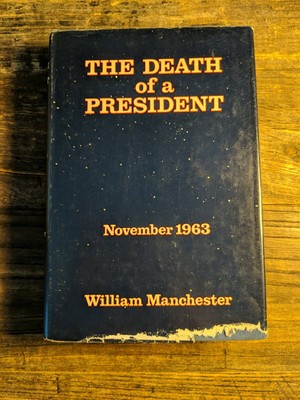 THE DEATH
of a
PRESIDENT
November 1963
William Manchester